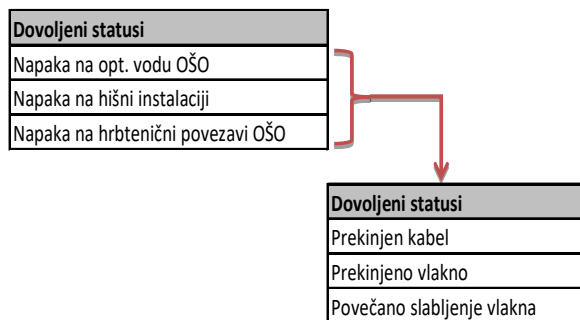 Dovoljeni statusi
Napaka na opt. vodu OŠO
Napaka na hišni instalaciji
Napaka na hrbtenični povezavi OŠO
Dovoljeni statusi
Prekinjen kabel
Prekinjeno vlakno
Povečano slabljenje vlakna